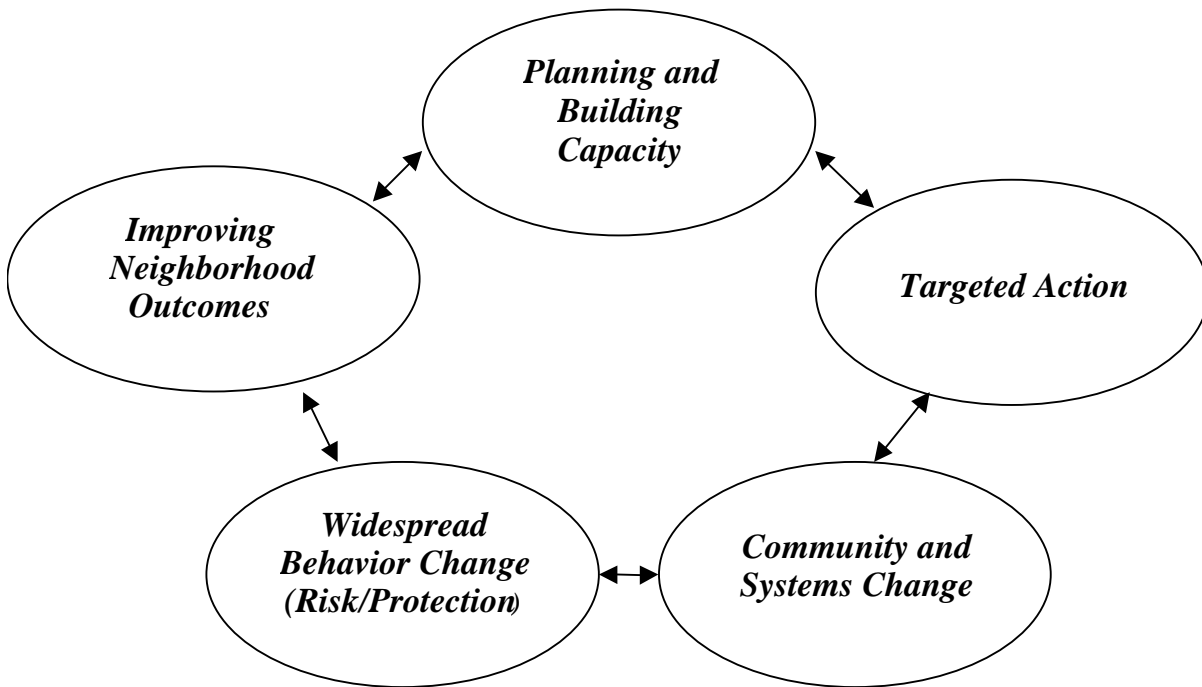 Planning and
Building
Capacity
Improving
Neighborhood
Outcomes
Targeted Action
Widespread
Behavior Change
(Risk/Protection)
Community and
Systems Change